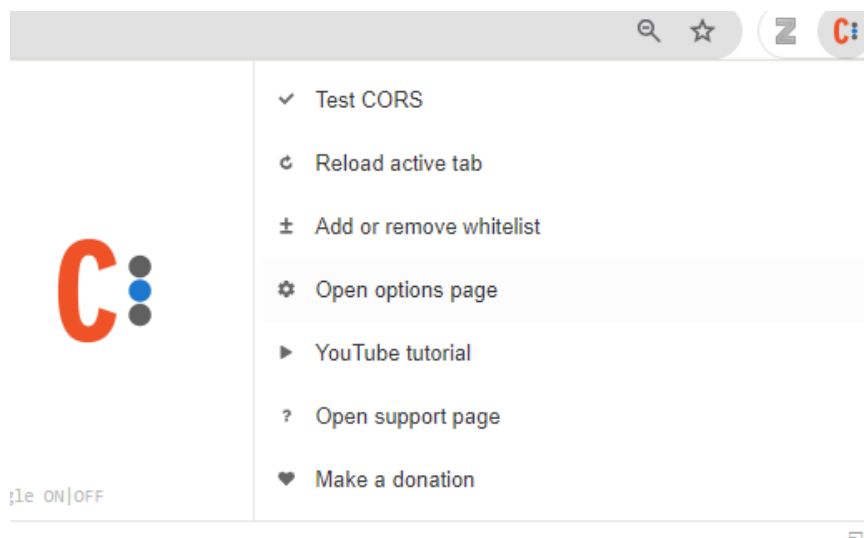 Test CORS
Reload active tab
Add or remove whitelist
Open options page
YouTube tutorial
Open support page
Make a donation
gle ON|OFF